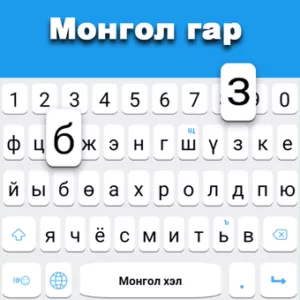 Монгол гар
1 2 3 4 5 6 7 8 З 9 0
щ
ф ц б ж э н г ш ү з к е
й ы б ө а х р о л д п ю
ъ
я ч ё с м и т ь в
!#☺ Монгол хэл .